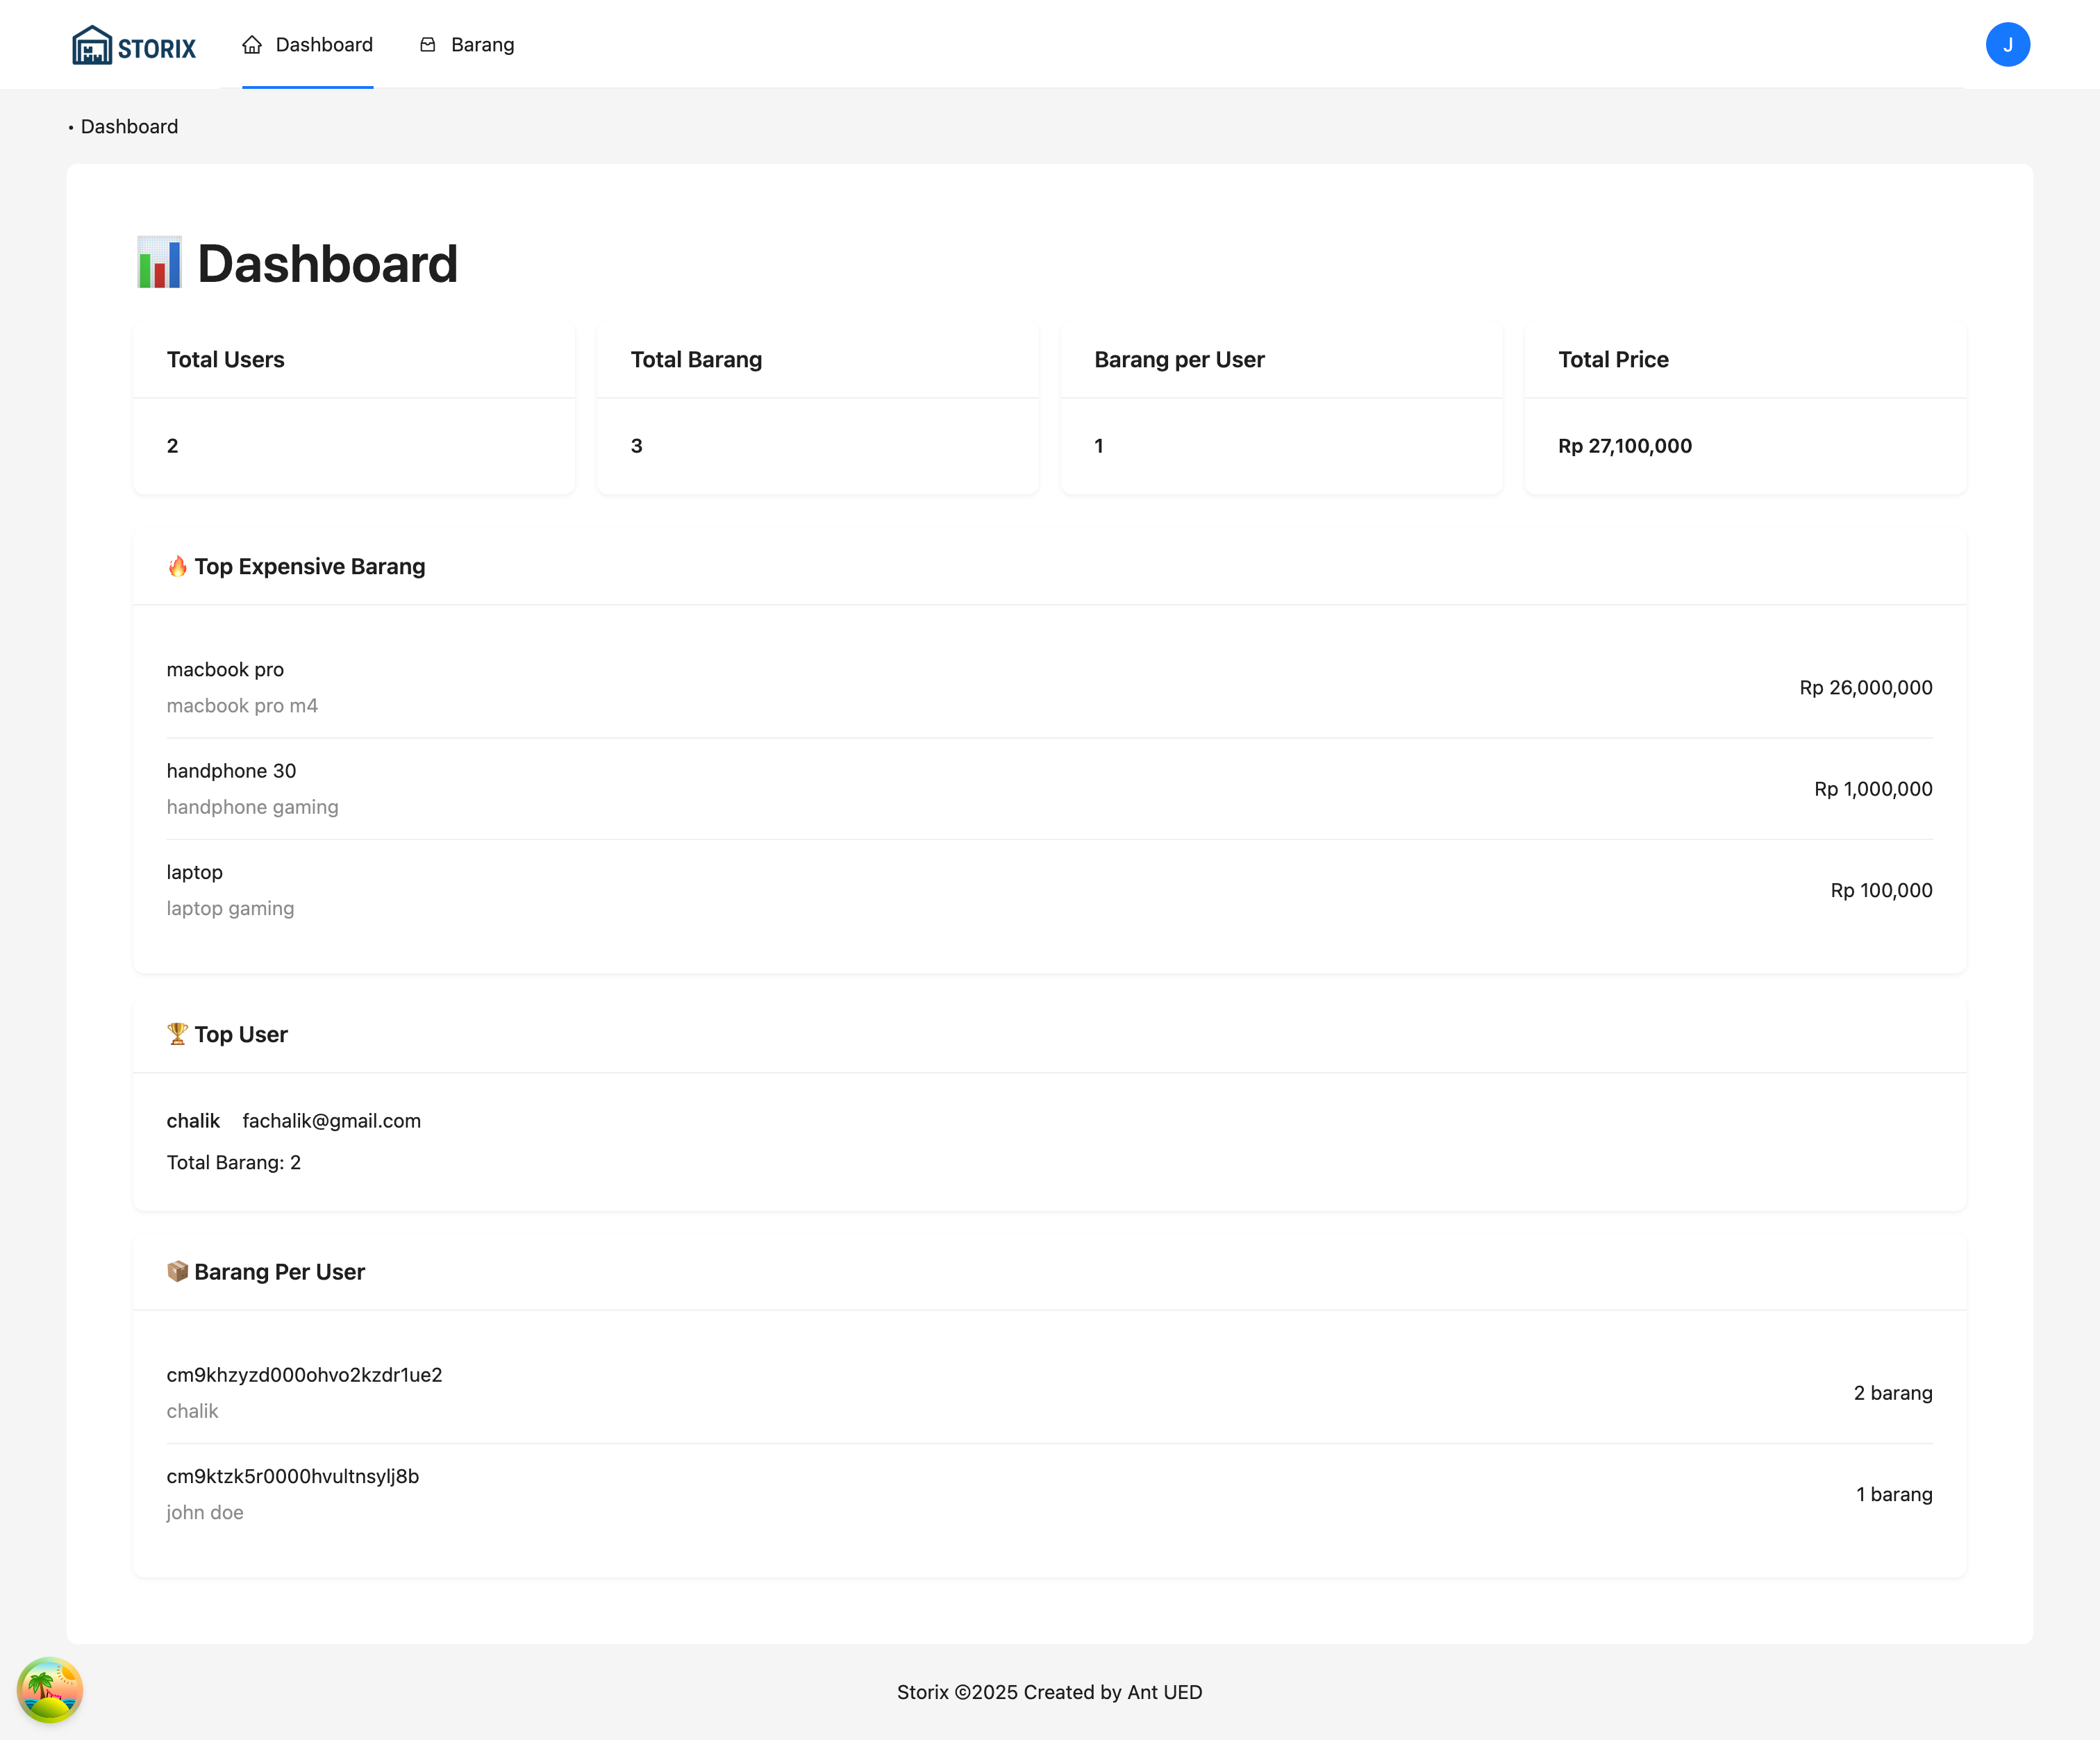 STORIX
Dashboard
Barang
J
• Dashboard
📊 Dashboard
Total Users
2
Total Barang
3
Barang per User
1
Total Price
Rp 27,100,000
🔥 Top Expensive Barang
macbook pro
macbook pro m4
Rp 26,000,000
handphone 30
handphone gaming
Rp 1,000,000
laptop
laptop gaming
Rp 100,000
🏆 Top User
chalik fachalik@gmail.com
Total Barang: 2
📦 Barang Per User
cm9khzyzd000ohvo2kzdr1ue2
chalik
2 barang
cm9ktzk5r0000hvultnsylj8b
john doe
1 barang
Storix ©2025 Created by Ant UED